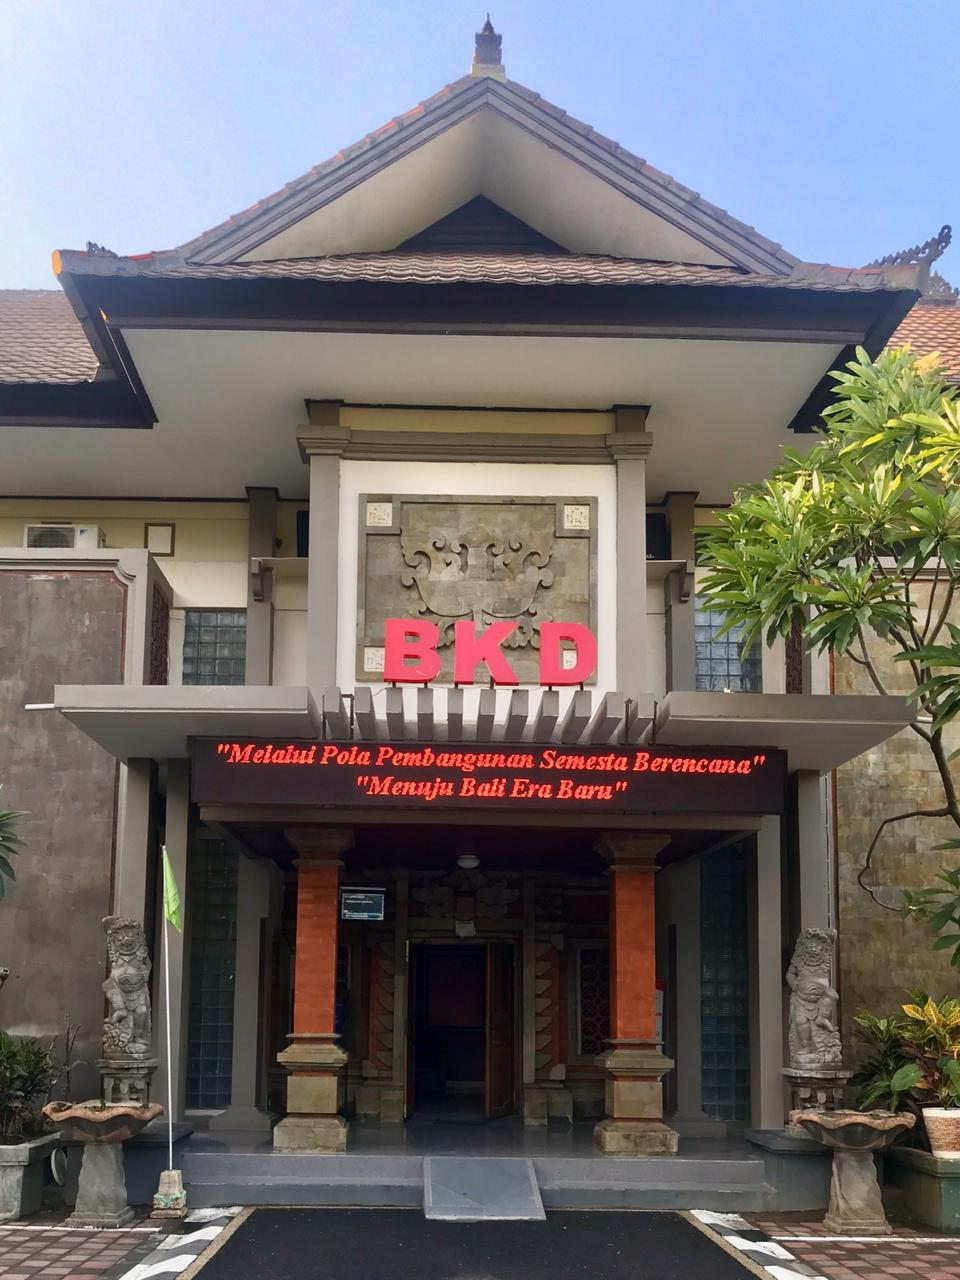 BKD
"Melalui Pola Pembangunan Semesta Berencana"
"Menuju Bali Era Baru"